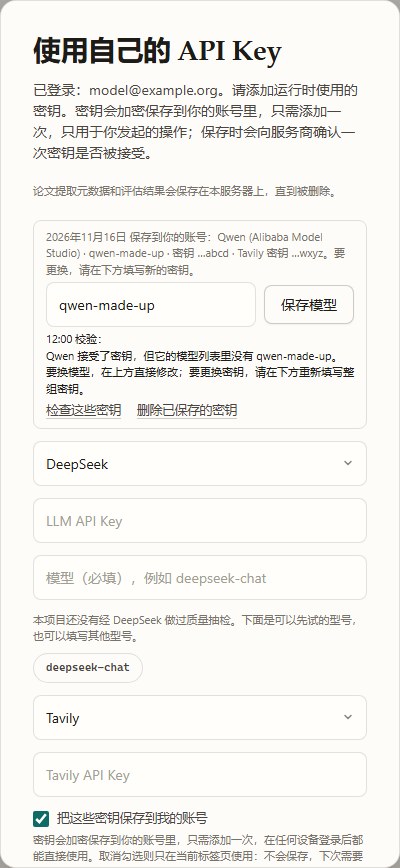 使用自己的 API Key
已登录：model@example.org。请添加运行时使用的
密钥。密钥会加密保存到你的账号里，只需添加一
次，只用于你发起的操作；保存时会向服务商确认一
次密钥是否被接受。
论文提取元数据和评估结果会保存在本服务器上，直到被删除。
2026年11月16日 保存到你的账号：Qwen (Alibaba Model
Studio) · qwen-made-up · 密钥 ...abcd · Tavily 密钥 ...wxyz。要
更换，请在下方填写新的密钥。
qwen-made-up
保存模型
12:00 校验：
Qwen 接受了密钥，但它的模型列表里没有 qwen-made-up。
要换模型，在上方直接修改；要更换密钥，请在下方重新填写整
组密钥。
检查这些密钥 删除已保存的密钥
DeepSeek
LLM API Key
模型（必填），例如 deepseek-chat
本项目还没有经 DeepSeek 做过质量抽检。下面是可以先试的型号，
也可以填写其他型号。
deepseek-chat
Tavily
Tavily API Key
把这些密钥保存到我的账号
密钥会加密保存到你的账号里，只需添加一次，在任何设备登录后都
能直接使用。取消勾选则只在当前标签页使用：不会保存，下次需要